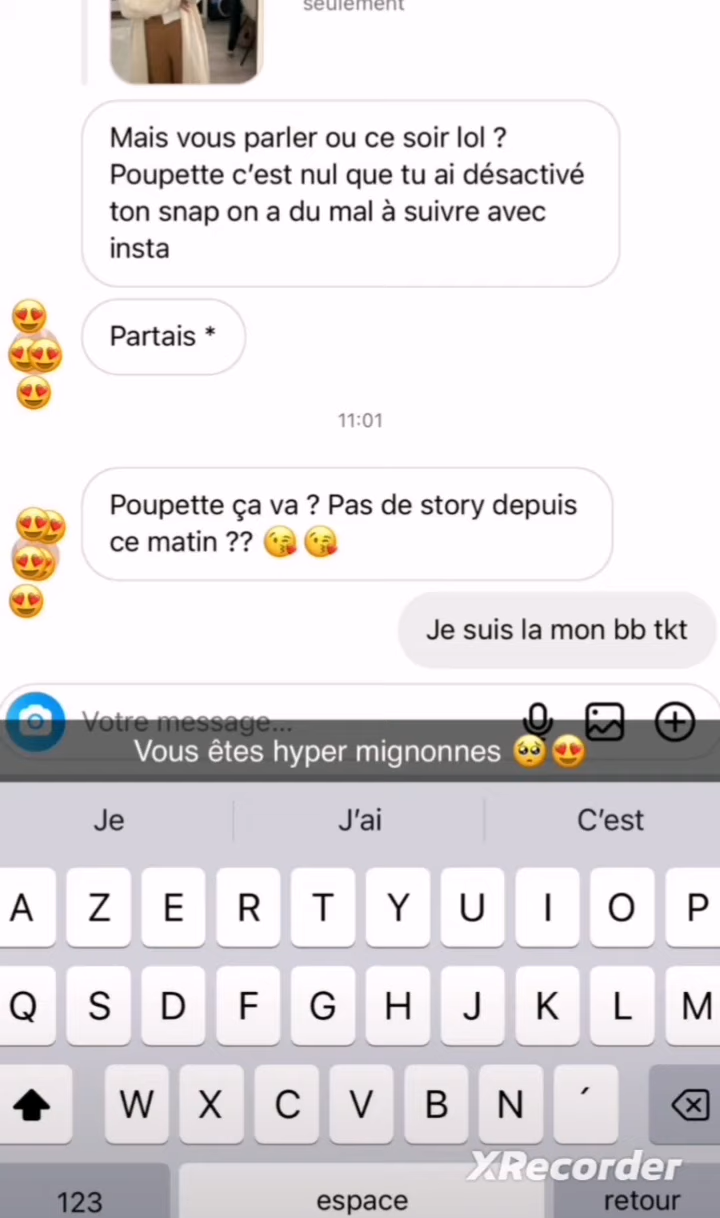 seulement
Mais vous parler ou ce soir lol ?
Poupette c'est nul que tu ai désactivé
ton snap on a du mal à suivre avec
insta
Partais *
11:01
Poupette ça va ? Pas de story depuis
ce matin ?? 😘 😘
Je suis la mon bb tkt
Votre message...
Vous êtes hyper mignonnes 🥺😍
Je J'ai C'est
A Z E R T Y U I O P
Q S D F G H J K L M
W X C V B N ´
XRecorder
123 espace retour